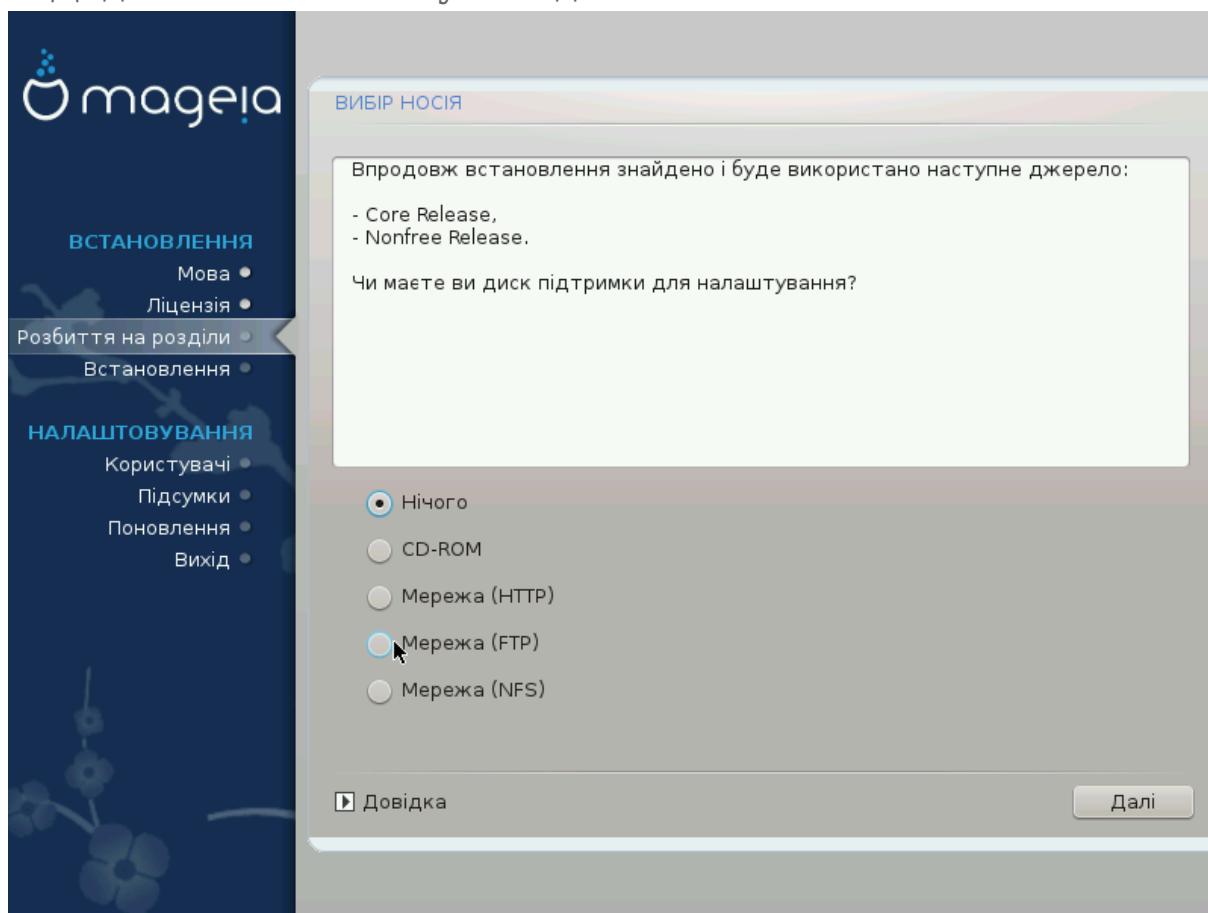 mageia
ВСТАНОВЛЕННЯ
Мова
Ліцензія
Розбиття на розділи
Встановлення
НАЛАШТОВУВАННЯ
Користувачі
Підсумки
Поновлення
Вихід
ВИБІР НОСІЯ
Впродовж встановлення знайдено і буде використано наступне джерело:
- Core Release,
- Nonfree Release.
Чи маєте ви диск підтримки для налаштування?
Нічого
CD-ROM
Мережа (HTTP)
Мережа (FTP)
Мережа (NFS)
Довідка
Далі